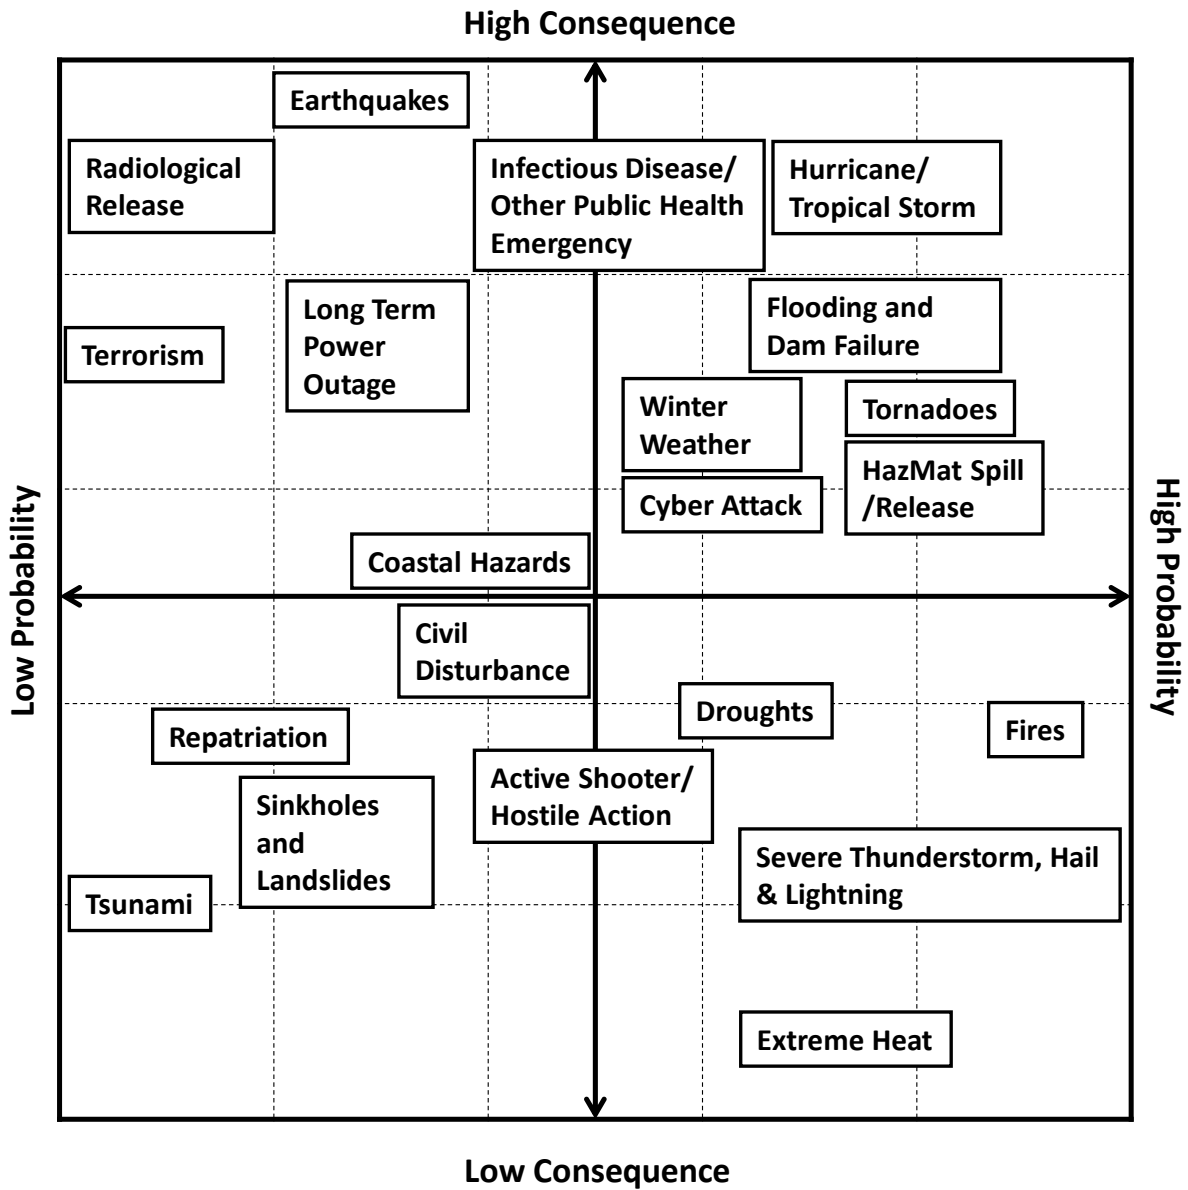 High Consequence
Earthquakes
Radiological
Release
Infectious Disease/
Other Public Health
Emergency
Hurricane/
Tropical Storm
Long Term
Power
Outage
Flooding and
Dam Failure
Terrorism
Winter
Weather
Tornadoes
HazMat Spill
/Release
Cyber Attack
Coastal Hazards
Low Probability
High Probability
Civil
Disturbance
Droughts
Fires
Repatriation
Active Shooter/
Hostile Action
Sinkholes
and
Landslides
Severe Thunderstorm, Hail
& Lightning
Tsunami
Extreme Heat
Low Consequence